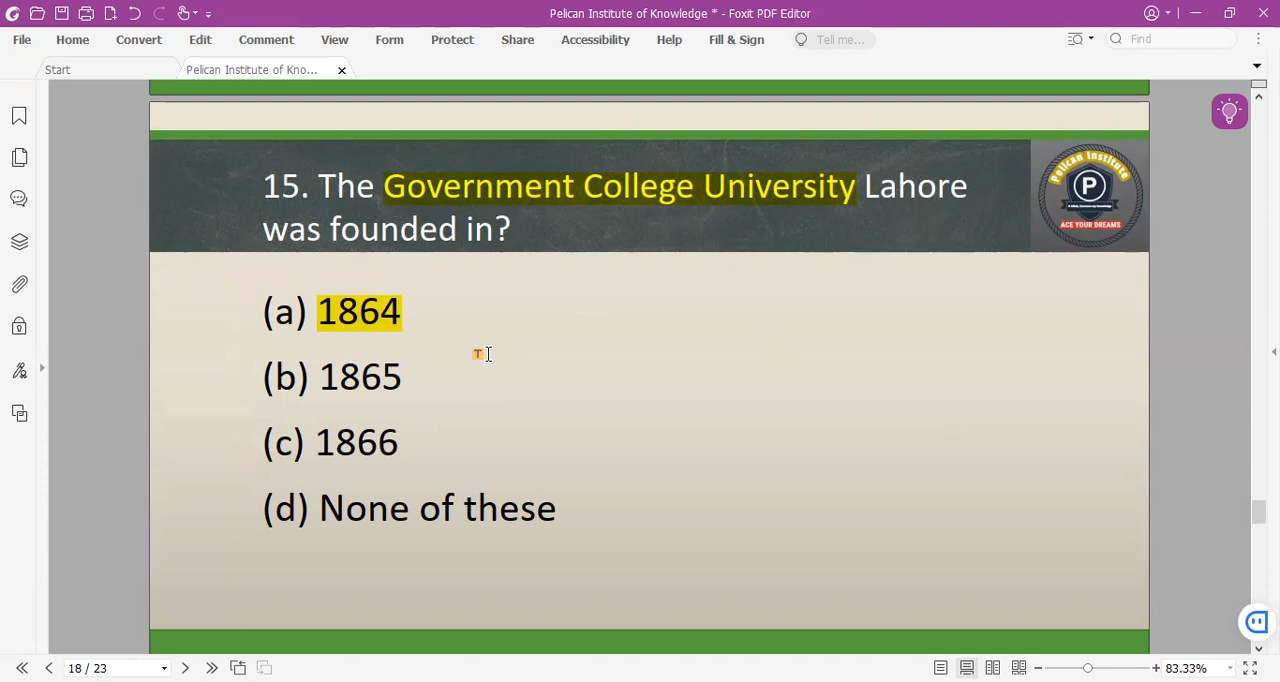 Pelican Institute of Knowledge * - Foxit PDF Editor
File Home Convert Edit Comment View Form Protect Share Accessibility Help Fill & Sign Tell me... Find
Start Pelican Institute of Kno...
15. The Government College University Lahore
was founded in?
Pelican Institute
P
ACE YOUR DREAMS
(a) 1864
T
(b) 1865
(c) 1866
(d) None of these
18 / 23 83.33%